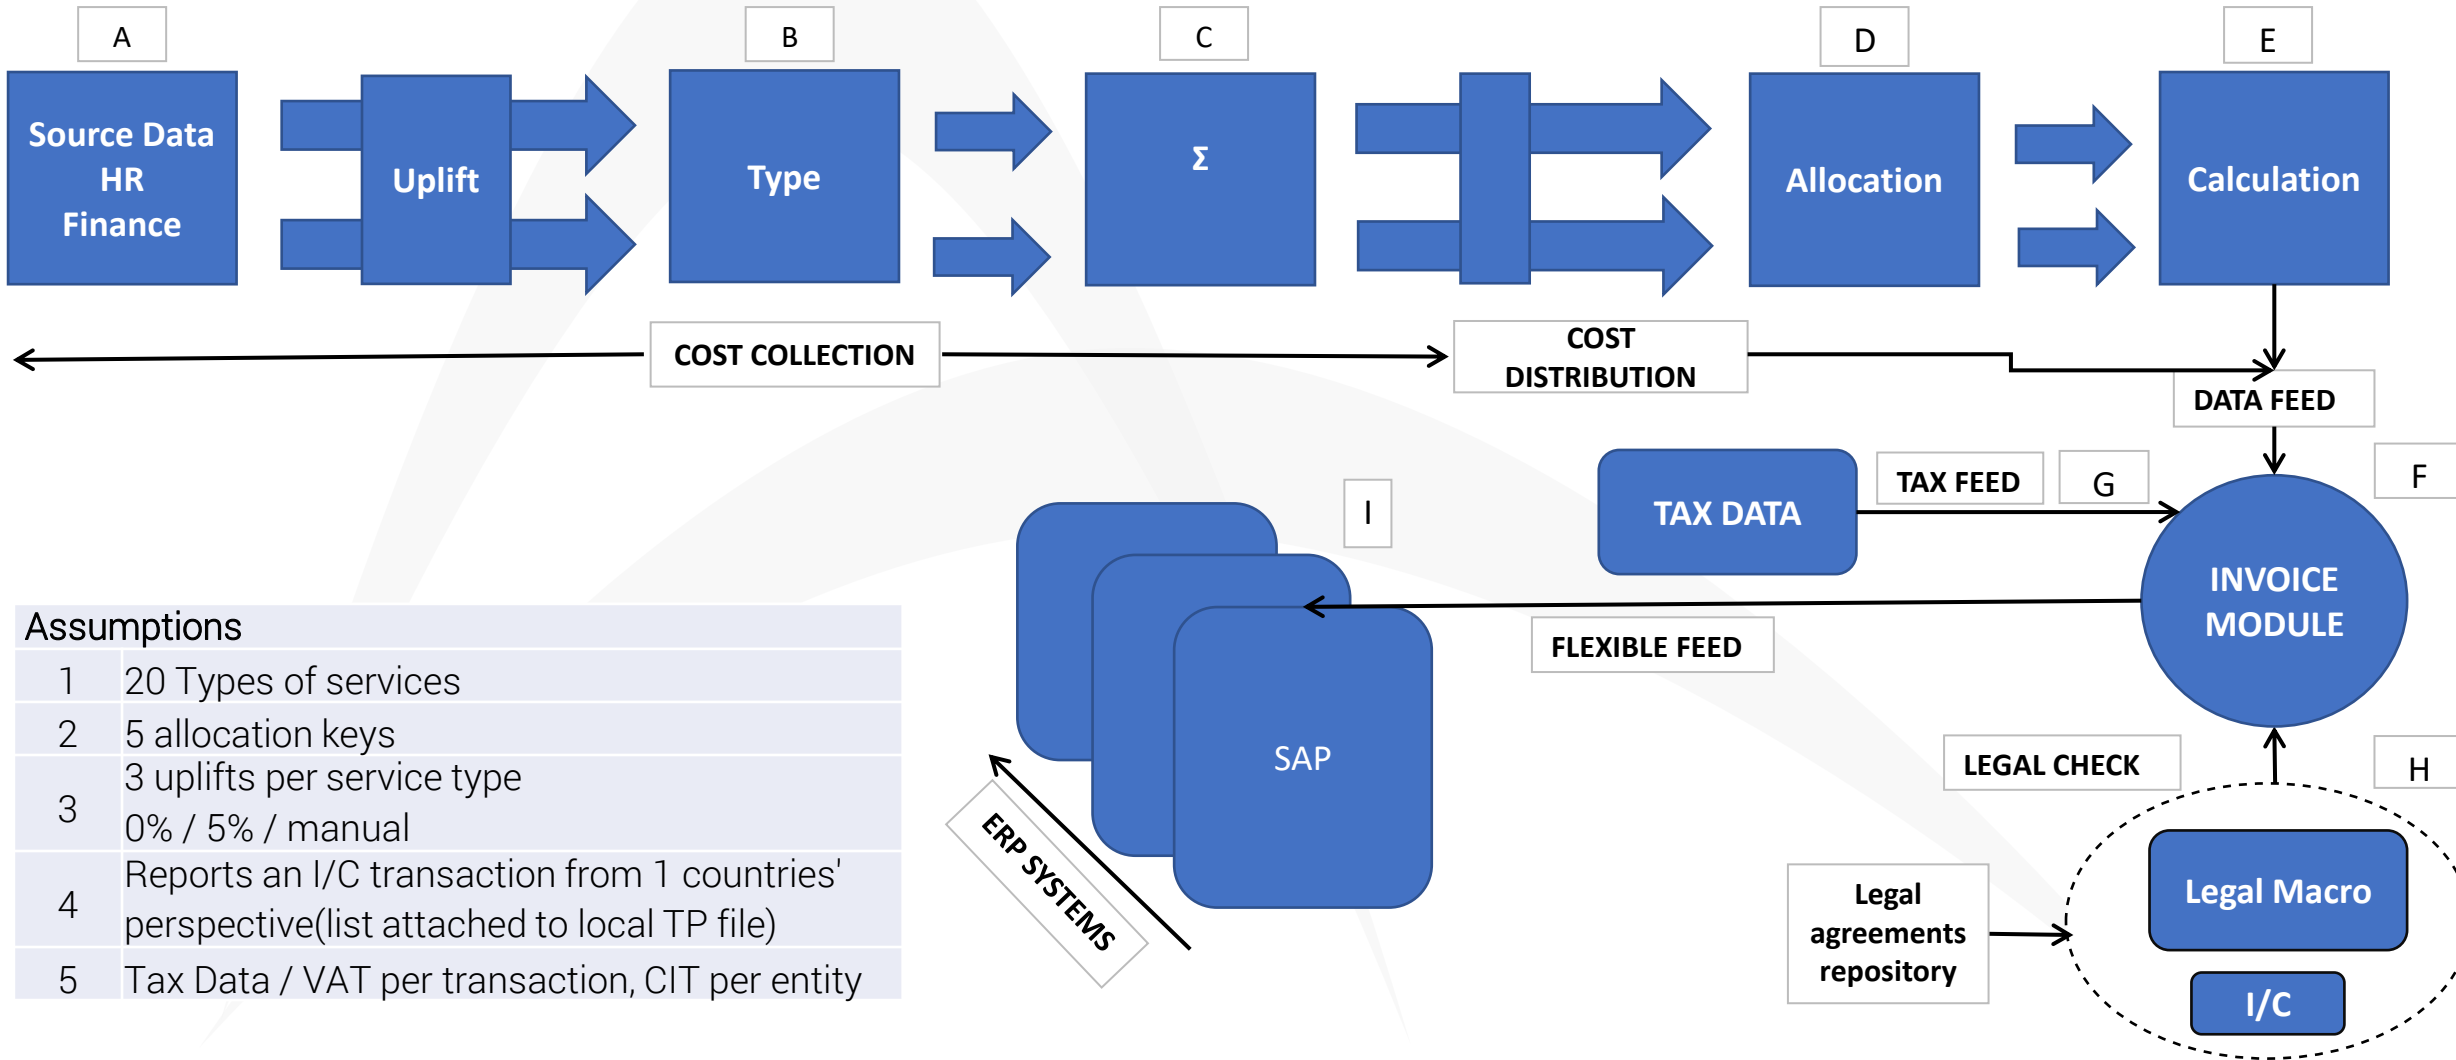 A
B
C
D
E
Source Data
HR
Finance
Uplift
Type
Σ
Allocation
Calculation
COST COLLECTION
COST
DISTRIBUTION
DATA FEED
TAX DATA
TAX FEED
G
F
I
INVOICE
MODULE
FLEXIBLE FEED
SAP
ERP SYSTEMS
LEGAL CHECK
H
Legal
agreements
repository
Legal Macro
I/C
Assumptions
1 20 Types of services
2 5 allocation keys
3 3 uplifts per service type
0% / 5% / manual
4 Reports an I/C transaction from 1 countries'
perspective(list attached to local TP file)
5 Tax Data / VAT per transaction, CIT per entity